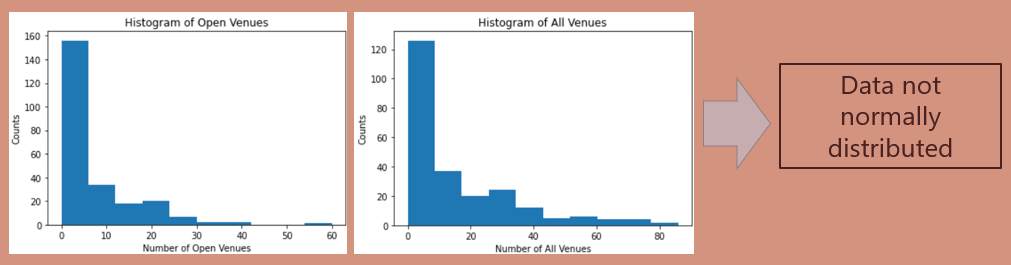 Histogram of Open Venues
160
140
120
100
80
60
40
20
0
Counts
0 10 20 30 40 50 60
Number of Open Venues
Histogram of All Venues
120
100
80
60
40
20
0
Counts
0 20 40 60 80
Number of All Venues
Data not
normally
distributed